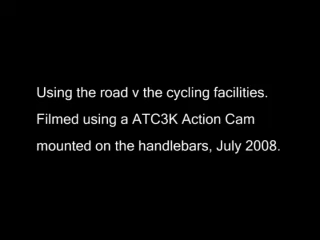 Using the road v the cycling facilities.
Filmed using a ATC3K Action Cam
mounted on the handlebars, July 2008.